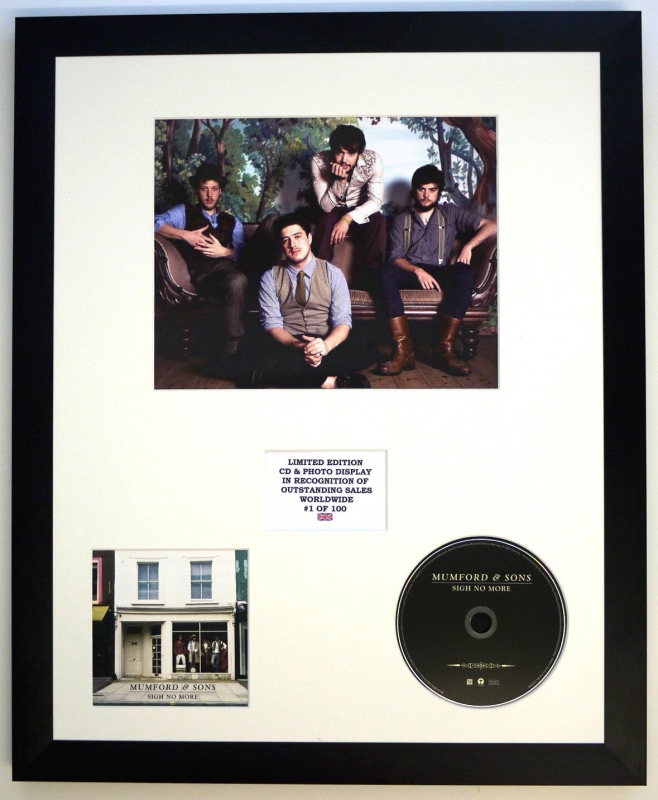 LIMITED EDITION
CD & PHOTO DISPLAY
IN RECOGNITION OF
OUTSTANDING SALES
WORLDWIDE
#1 OF 100
MUMFORD & SONS
SIGH NO MORE
MUMFORD & SONS
SIGH NO MORE